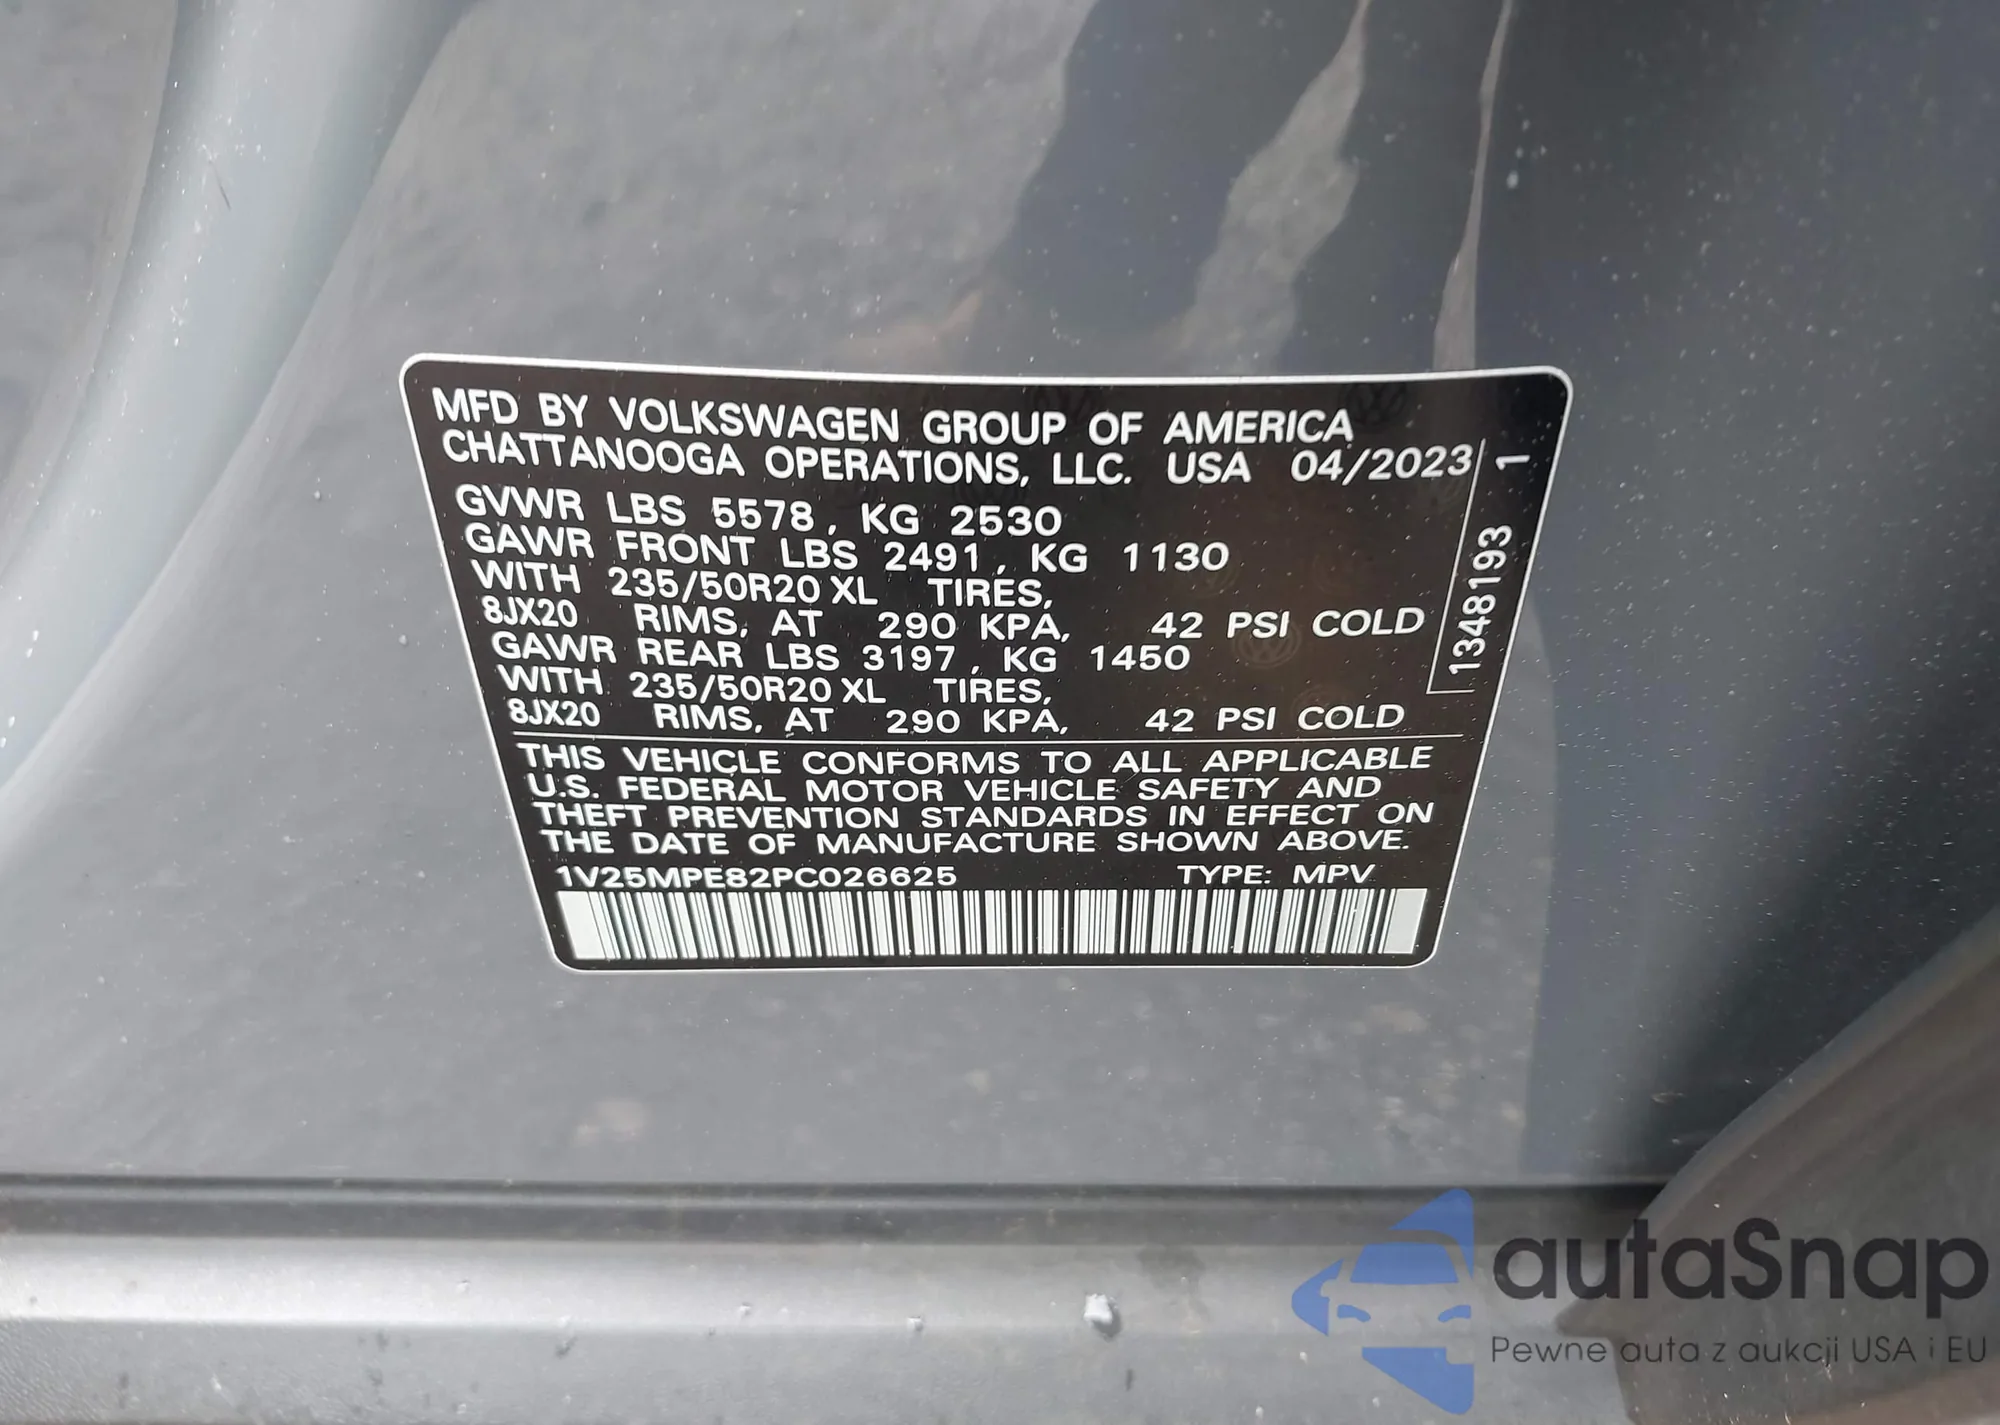 MFD BY VOLKSWAGEN GROUP OF AMERICA
CHATTANOOGA OPERATIONS, LLC. USA 04/2023
GVWR LBS 5578, KG 2530
GAWR FRONT LBS 2491, KG 1130
WITH 235/50R20 XL TIRES,
8JX20 RIMS, AT 290 KPA, 42 PSI COLD
GAWR REAR LBS 3197, KG 1450
WITH 235/50R20 XL TIRES,
8JX20 RIMS, AT 290 KPA, 42 PSI COLD
1348193 1
THIS VEHICLE CONFORMS TO ALL APPLICABLE
U.S. FEDERAL MOTOR VEHICLE SAFETY AND
THEFT PREVENTION STANDARDS IN EFFECT ON
THE DATE OF MANUFACTURE SHOWN ABOVE.
1V25MPE82PC026625 TYPE: MPV
autaSnap
Pewne auta z aukcji USA i EU